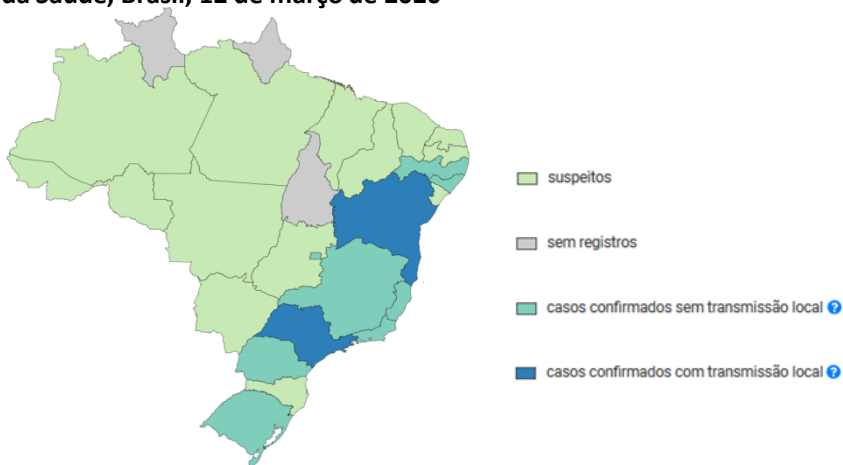 da Saúde, Brasil, 12 de março de 2020
suspeitos
sem registros
casos confirmados sem transmissão local ?
casos confirmados com transmissão local ?